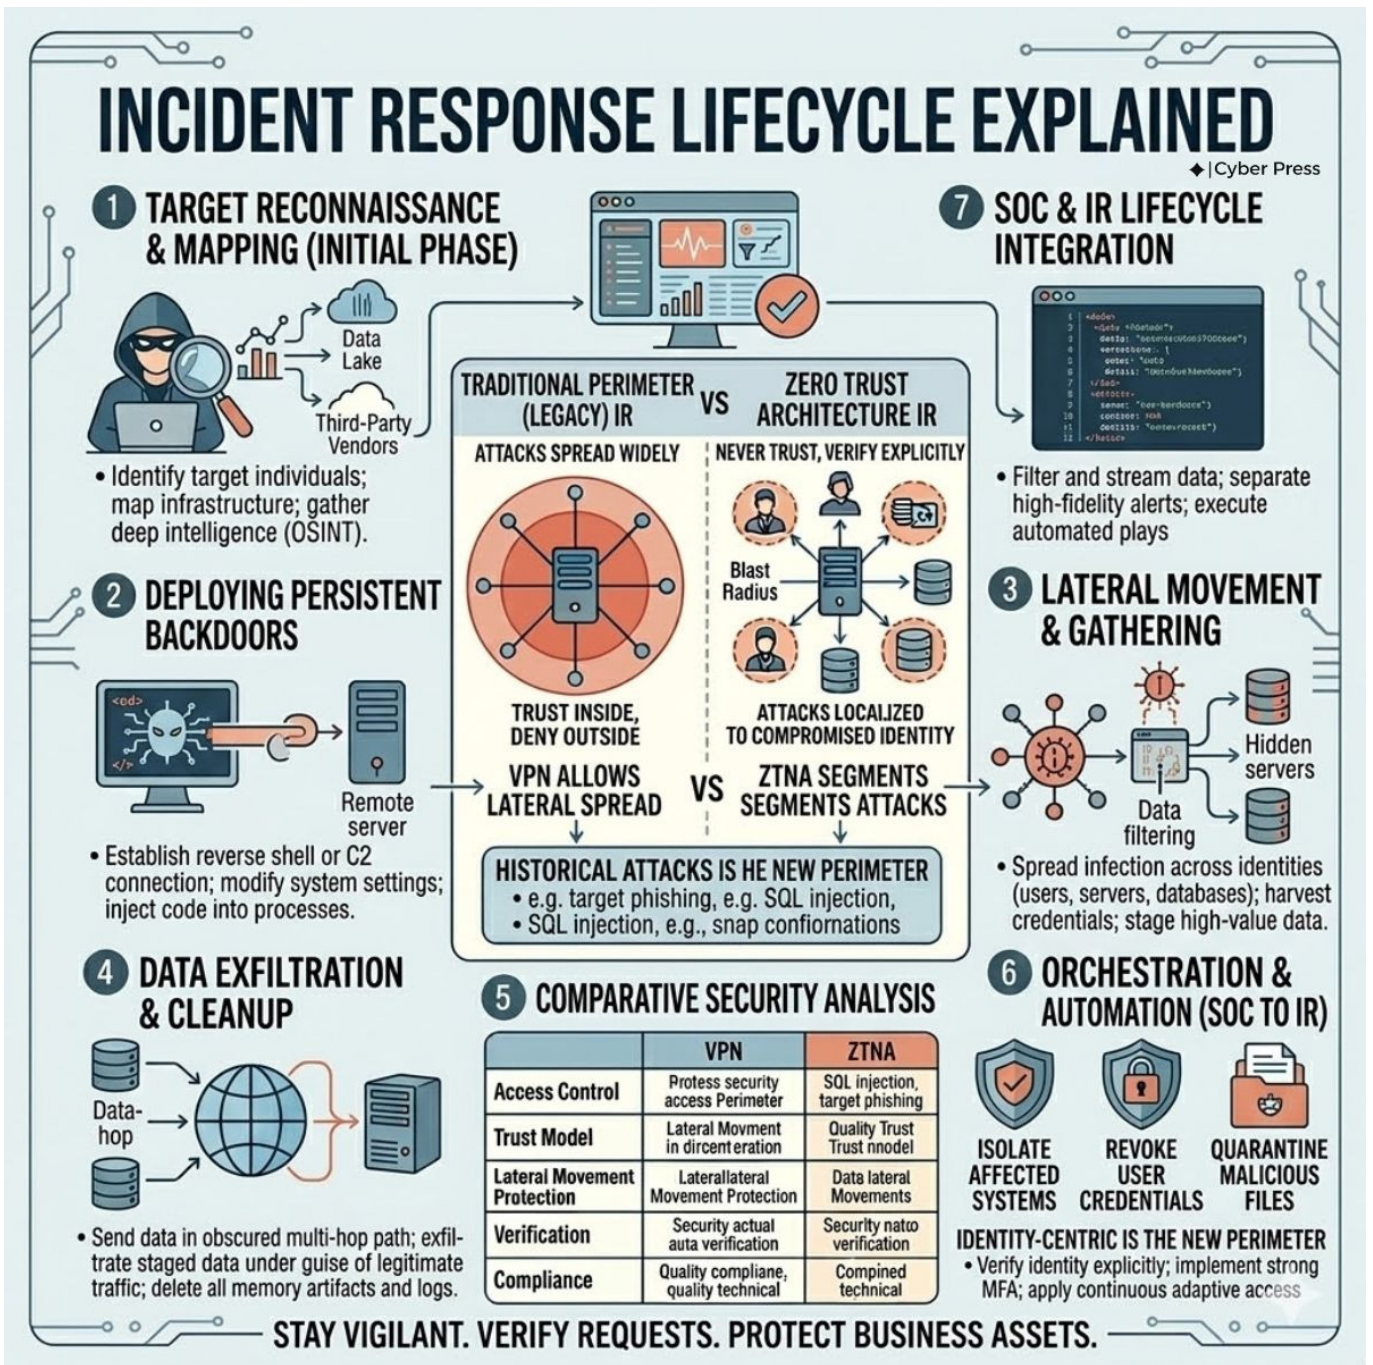 INCIDENT RESPONSE LIFECYCLE EXPLAINED
Cyber Press
1 TARGET RECONNAISSANCE
& MAPPING (INITIAL PHASE)
Data
Lake
Third-Party
Vendors
• Identify target individuals;
map infrastructure; gather
deep intelligence (OSINT).
2 DEPLOYING PERSISTENT
BACKDOORS
Remote
server
• Establish reverse shell or C2
connection; modify system settings;
inject code into processes.
4 DATA EXFILTRATION
& CLEANUP
Data-
hop
• Send data in obscured multi-hop path; exfil-
trate staged data under guise of legitimate
traffic; delete all memory artifacts and logs.
TRADITIONAL PERIMETER
(LEGACY) IR
VS
ZERO TRUST
ARCHITECTURE IR
ATTACKS SPREAD WIDELY
NEVER TRUST, VERIFY EXPLICITLY
Blast
Radius
TRUST INSIDE,
DENY OUTSIDE
ATTACKS LOCALIZED
TO COMPROMISED IDENTITY
VPN ALLOWS
LATERAL SPREAD
VS
ZTNA SEGMENTS
SEGMENTS ATTACKS
HISTORICAL ATTACKS IS HE NEW PERIMETER
• e.g. target phishing, e.g. SQL injection,
• SQL injection, e.g., snap confiornations
5 COMPARATIVE SECURITY ANALYSIS
VPN
ZTNA
Access Control
Protess security
access Perimeter
SQL injection,
target phishing
Trust Model
Lateral Movment
in dircent eration
Quality Trust
Trust nnodel
Lateral Movement
Protection
Laterallateral
Movement Protection
Data lateral
Movements
Verification
Security actual
auta verification
Security natco
verification
Compliance
Quality compliane,
quality technical
Compined
technical
7 SOC & IR LIFECYCLE
INTEGRATION
• Filter and stream data; separate
high-fidelity alerts; execute
automated plays
3 LATERAL MOVEMENT
& GATHERING
Hidden
servers
Data
filtering
• Spread infection across identities
(users, servers, databases); harvest
credentials; stage high-value data.
6 ORCHESTRATION &
AUTOMATION (SOC TO IR)
ISOLATE
AFFECTED
SYSTEMS
REVOKE
USER
CREDENTIALS
QUARANTINE
MALICIOUS
FILES
IDENTITY-CENTRIC IS THE NEW PERIMETER
• Verify identity explicitly; implement strong
MFA; apply continuous adaptive access
STAY VIGILANT. VERIFY REQUESTS. PROTECT BUSINESS ASSETS.